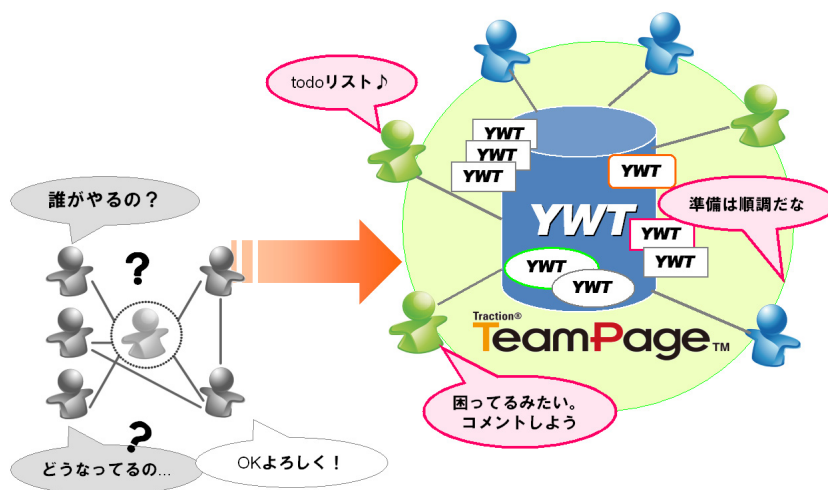 todoリスト♪
YWT
YWT
YWT
YWT
YWT
YWT
YWT
YWT
YWT
準備は順調だな
Traction®
TeamPage™
困ってるみたい。
コメントしよう
誰がやるの？
?
?
どうなってるの…
OKよろしく！